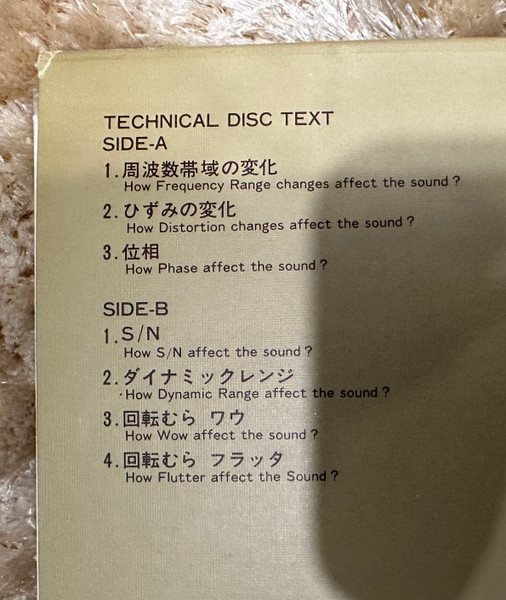 TECHNICAL DISC TEXT
SIDE-A
1. 周波数帯域の変化
How Frequency Range changes affect the sound?
2. ひずみの変化
How Distortion changes affect the sound?
3. 位相
How Phase affect the sound?
SIDE-B
1. S/N
How S/N affect the sound?
2. ダイナミックレンジ
How Dynamic Range affect the sound?
3. 回転むら ワウ
How Wow affect the sound?
4. 回転むら フラッタ
How Flutter affect the Sound?